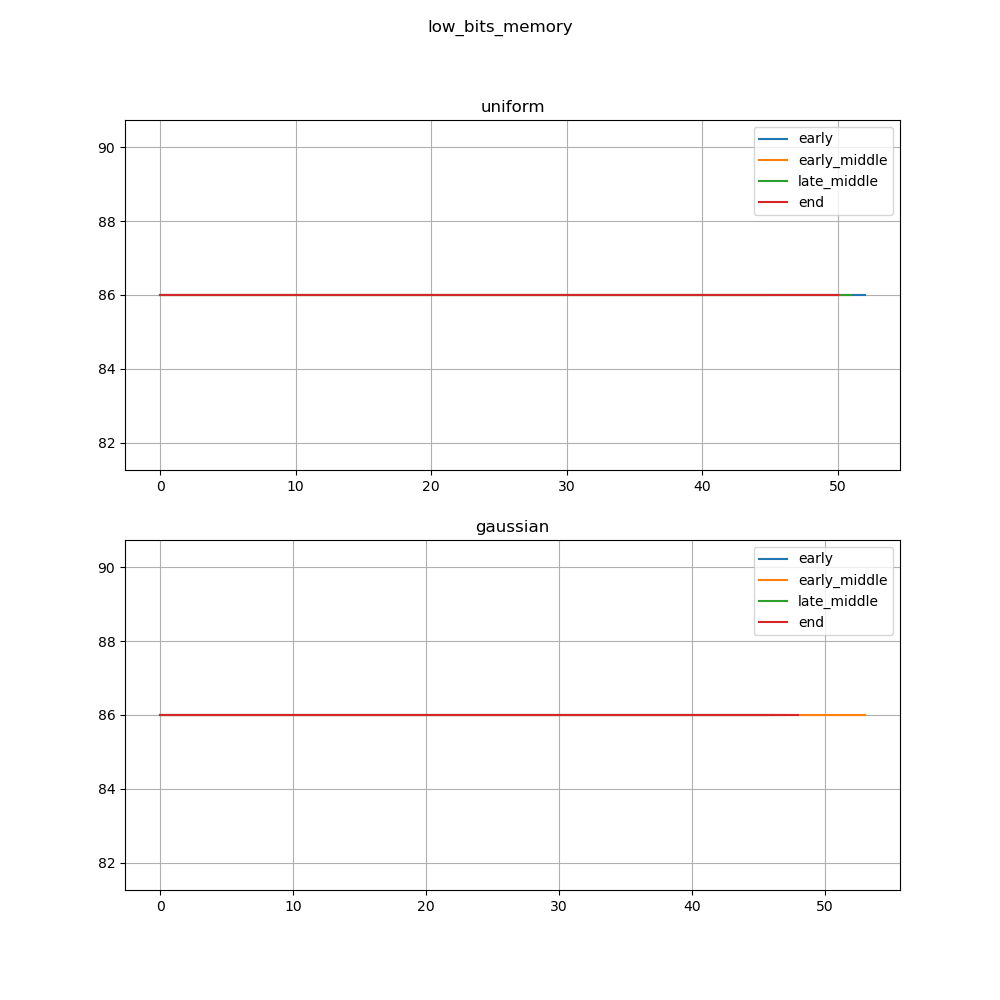 low_bits_memory
uniform
early
early_middle
late_middle
end
90
88
86
84
82
0 10 20 30 40 50
gaussian
early
early_middle
late_middle
end
90
88
86
84
82
0 10 20 30 40 50